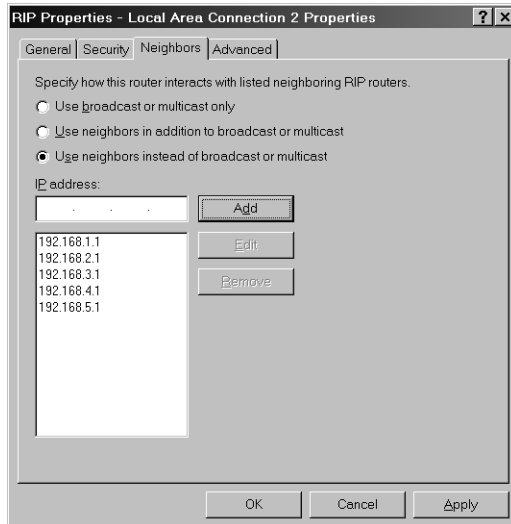 RIP Properties - Local Area Connection 2 Properties
General Security Neighbors Advanced
Specify how this router interacts with listed neighboring RIP routers.
Use broadcast or multicast only
Use neighbors in addition to broadcast or multicast
Use neighbors instead of broadcast or multicast
IP address:
. . . Add
192.168.1.1 Edit
192.168.2.1
192.168.3.1 Remove
192.168.4.1
192.168.5.1
OK Cancel Apply